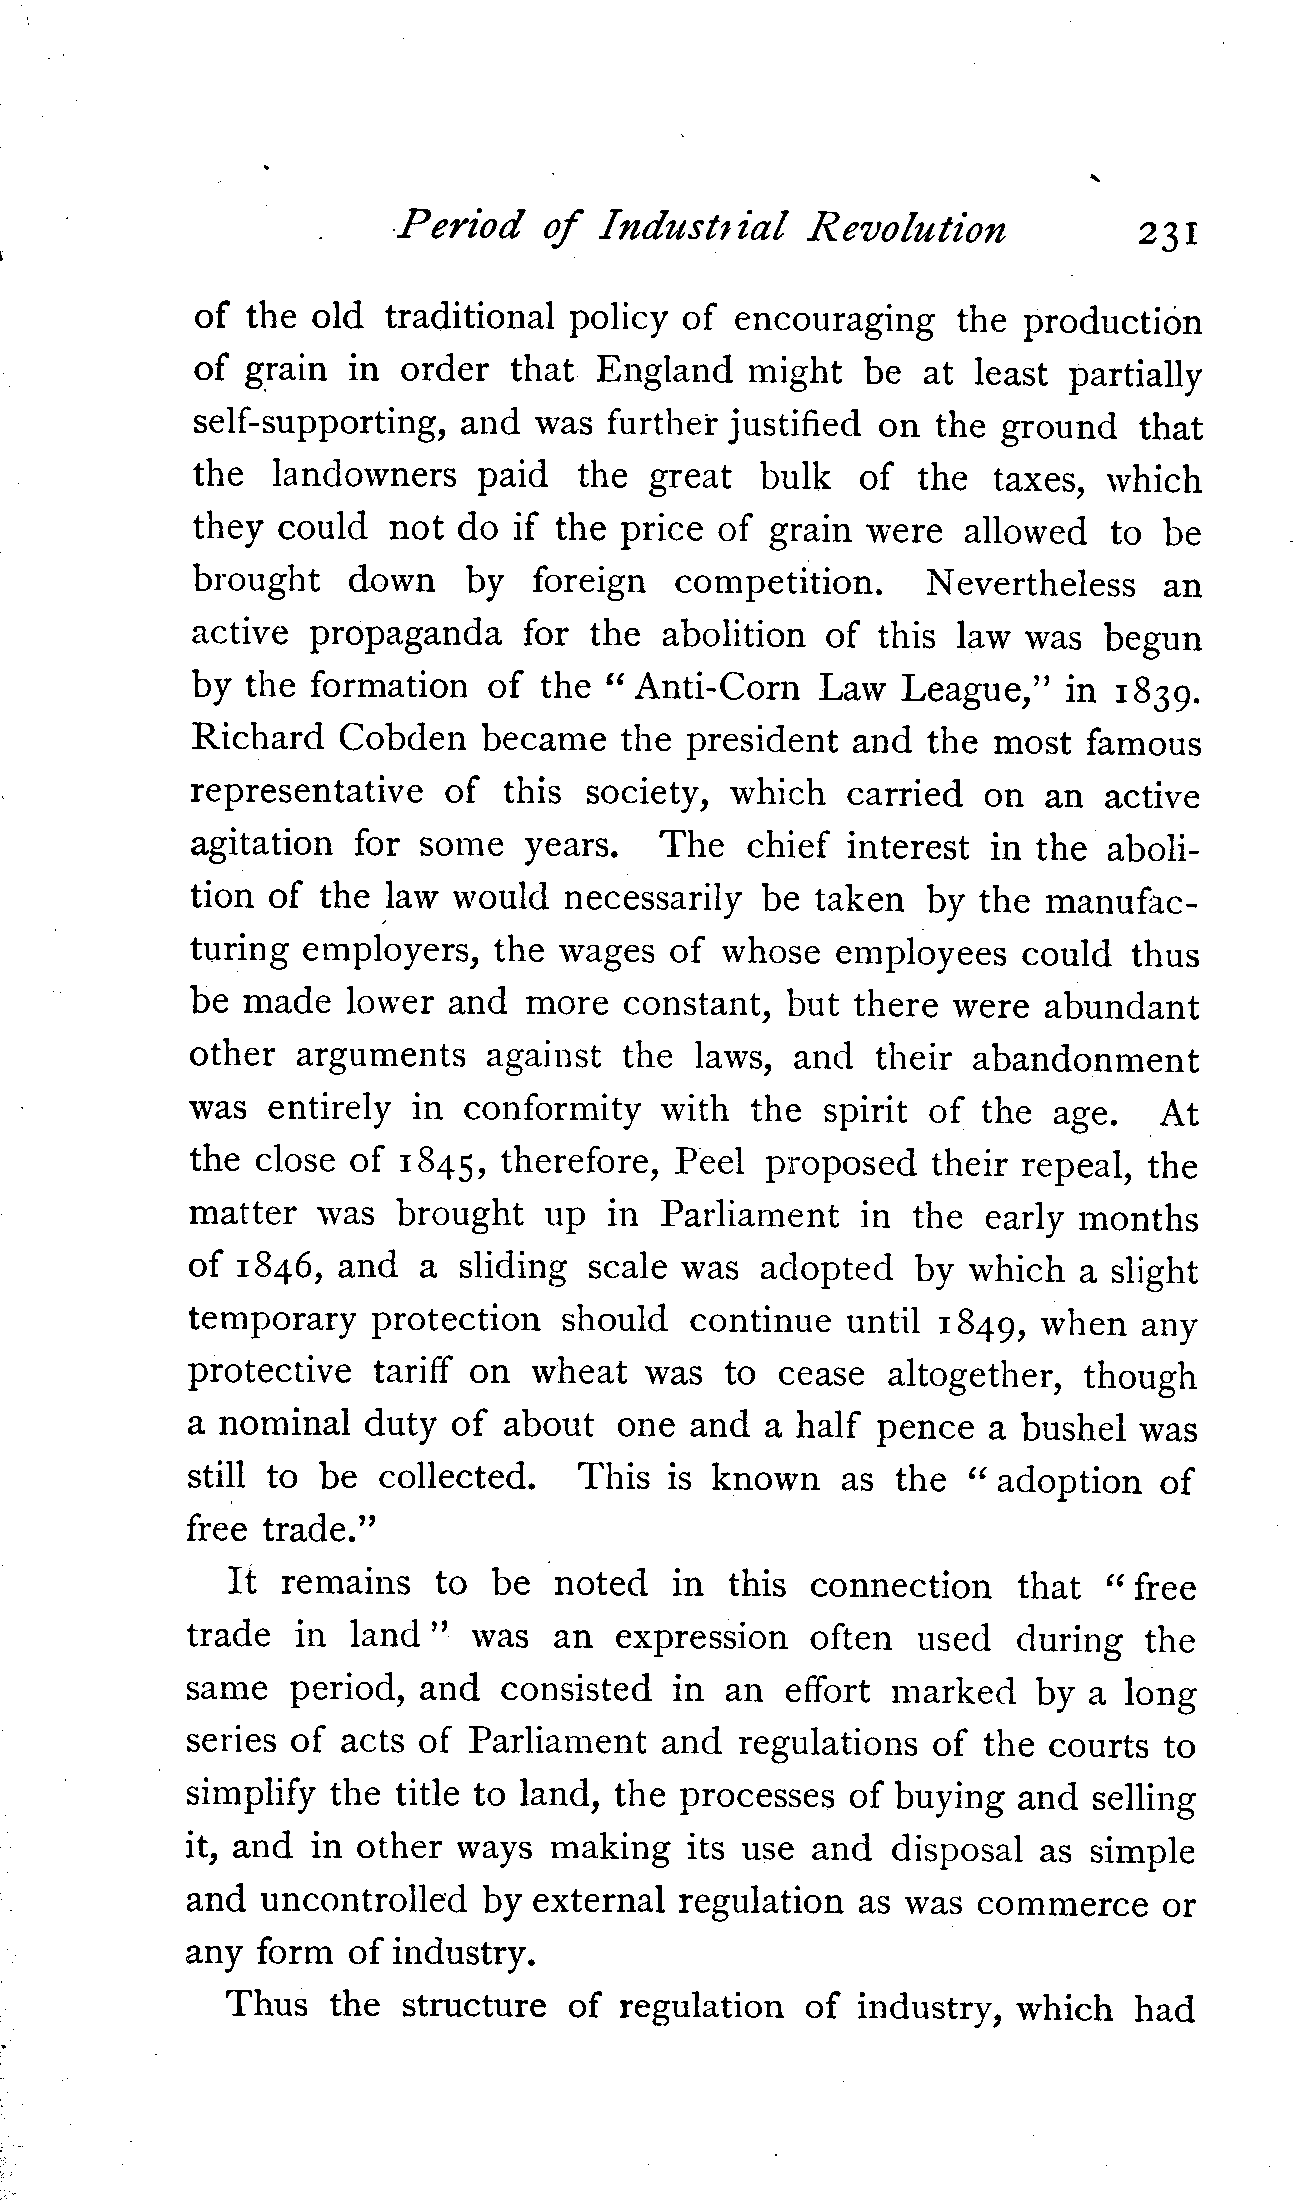 Period of Industrial Revolution 231
of the old traditional policy of encouraging the production
of grain in order that England might be at least partially
self-supporting, and was further justified on the ground that
the landowners paid the great bulk of the taxes, which
they could not do if the price of grain were allowed to be
brought down by foreign competition. Nevertheless an
active propaganda for the abolition of this law was begun
by the formation of the “ Anti-Corn Law League,” in 1839.
Richard Cobden became the president and the most famous
representative of this society, which carried on an active
agitation for some years. The chief interest in the aboli-
tion of the law would necessarily be taken by the manufac-
turing employers, the wages of whose employees could thus
be made lower and more constant, but there were abundant
other arguments against the laws, and their abandonment
was entirely in conformity with the spirit of the age. At
the close of 1845, therefore, Peel proposed their repeal, the
matter was brought up in Parliament in the early months
of 1846, and a sliding scale was adopted by which a slight
temporary protection should continue until 1849, when any
protective tariff on wheat was to cease altogether, though
a nominal duty of about one and a half pence a bushel was
still to be collected. This is known as the “ adoption of
free trade.”
It remains to be noted in this connection that “ free
trade in land ” was an expression often used during the
same period, and consisted in an effort marked by a long
series of acts of Parliament and regulations of the courts to
simplify the title to land, the processes of buying and selling
it, and in other ways making its use and disposal as simple
and uncontrolled by external regulation as was commerce or
any form of industry.
Thus the structure of regulation of industry, which had